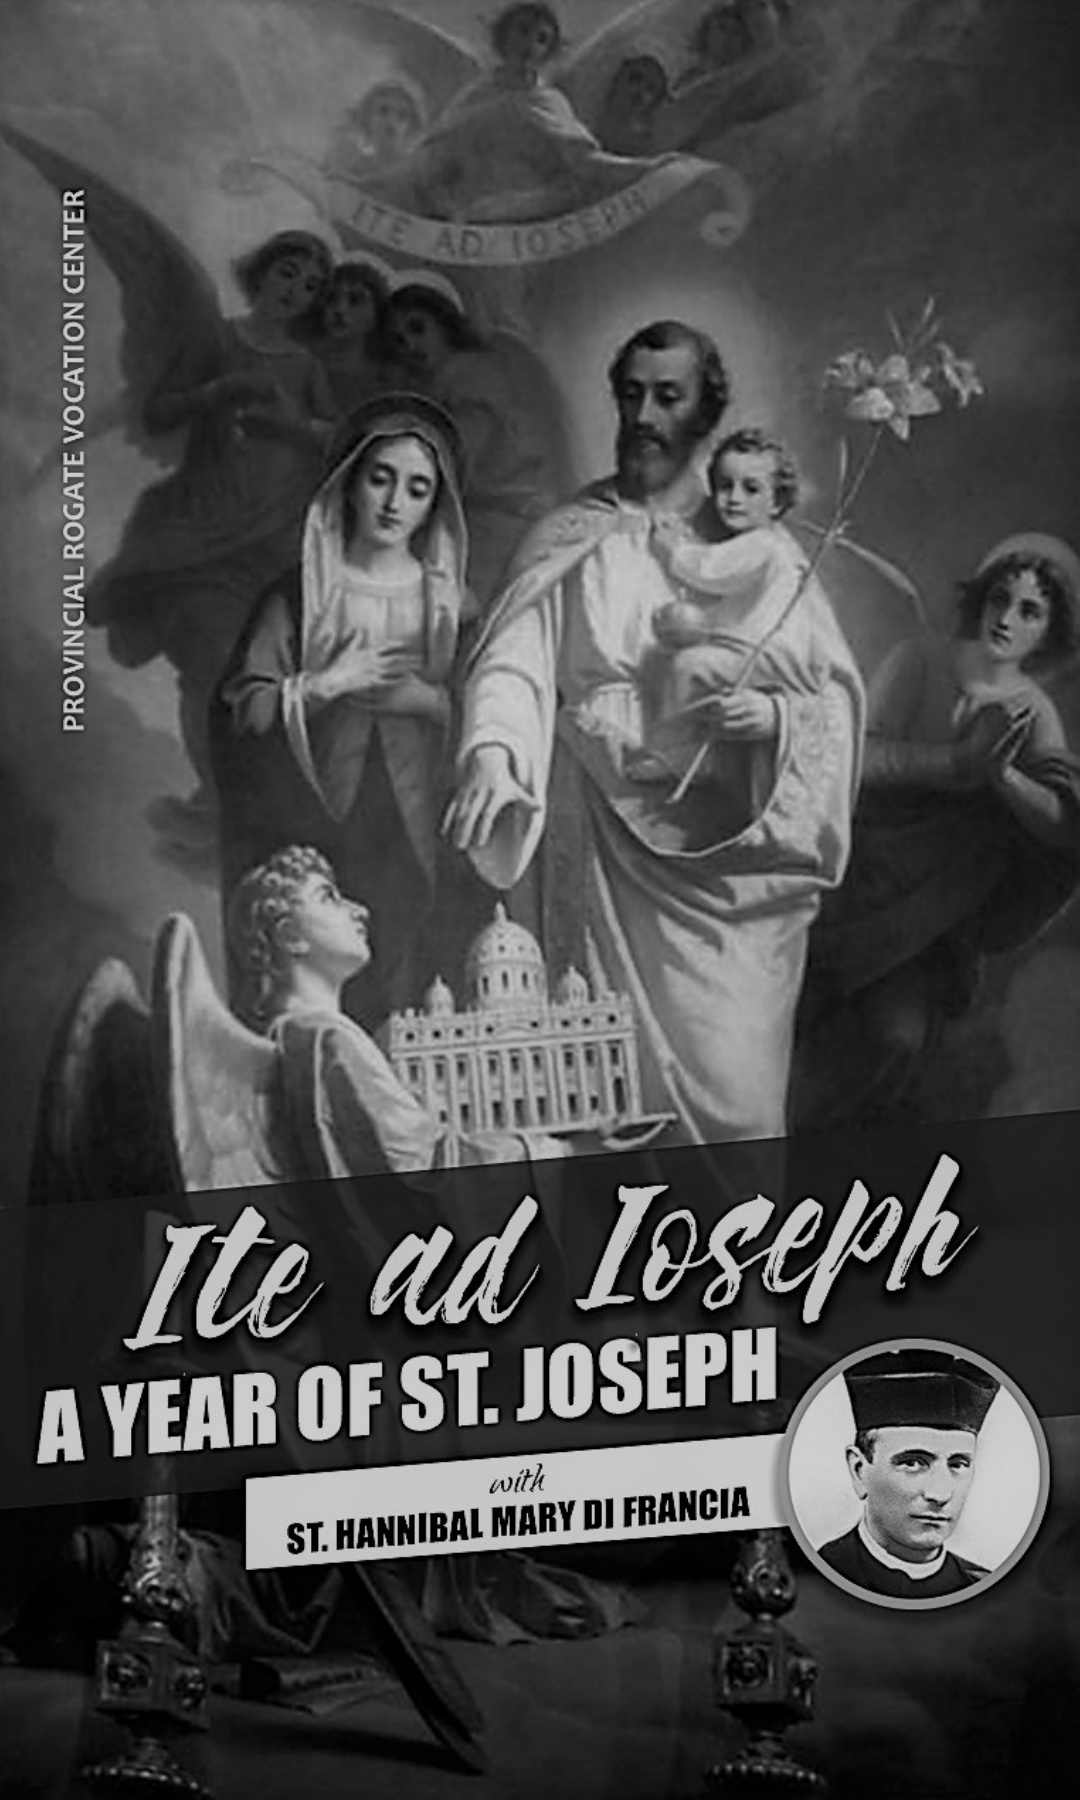 ITE AD IOSEPH
PROVINCIAL ROGATE VOCATION CENTER
Ite ad Ioseph
A YEAR OF ST. JOSEPH
with
ST. HANNIBAL MARY DI FRANCIA